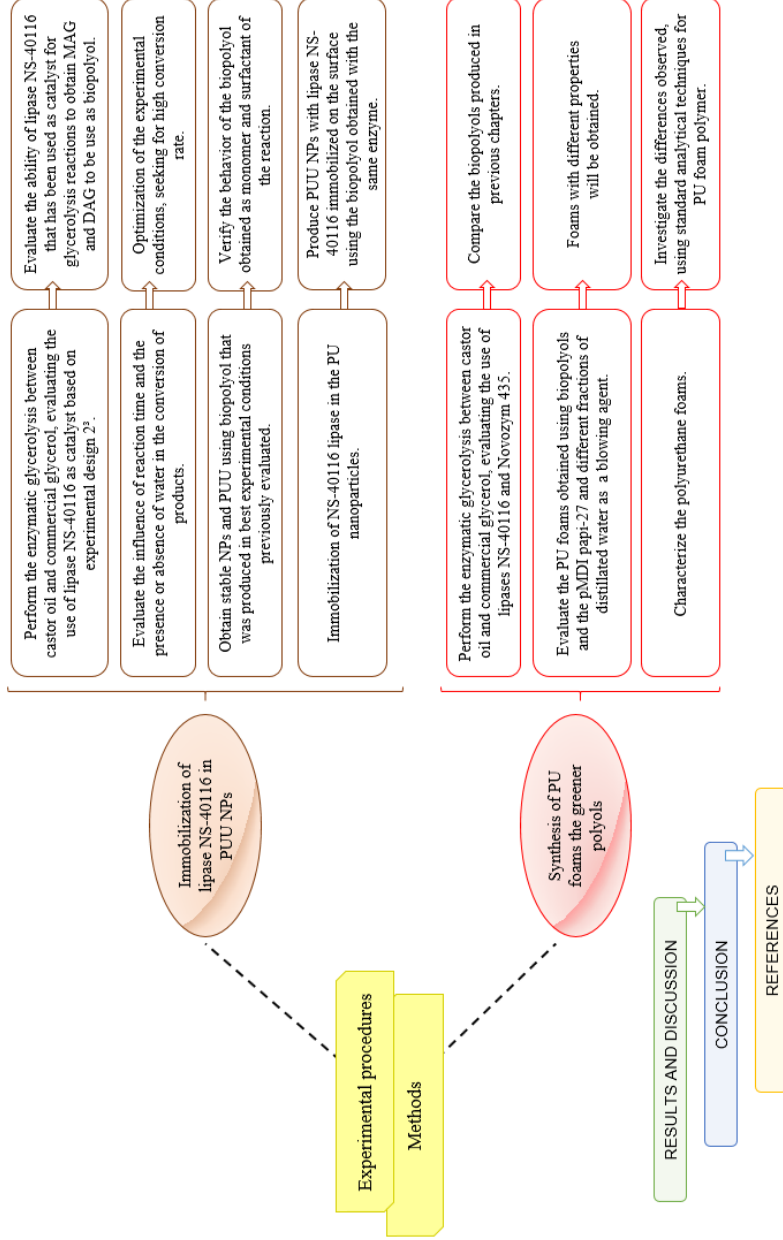 Experimental procedures
Methods
Immobilization of
lipase NS-40116 in
PUU NPs
Perform the enzymatic glycerolysis between
castor oil and commercial glycerol, evaluating the
use of lipase NS-40116 as catalyst based on
experimental design 2³.
Evaluate the ability of lipase NS-40116
that has been used as catalyst for
glycerolysis reactions to obtain MAG
and DAG to be use as biopolyol.
Evaluate the influence of reaction time and the
presence or absence of water in the conversion of
products.
Optimization of the experimental
conditions, seeking for high conversion
rate.
Obtain stable NPs and PUU using biopolyol that
was produced in best experimental conditions
previously evaluated.
Verify the behavior of the biopolyol
obtained as monomer and surfactant of
the reaction.
Immobilization of NS-40116 lipase in the PU
nanoparticles.
Produce PUU NPs with lipase NS-
40116 immobilized on the surface
using the biopolyol obtained with the
same enzyme.
Synthesis of PU
foams the greener
polyols
Perform the enzymatic glycerolysis between castor
oil and commercial glycerol, evaluating the use of
lipases NS-40116 and Novozym 435.
Compare the biopolyols produced in
previous chapters.
Evaluate the PU foams obtained using biopolyols
and the pMDI papi-27 and different fractions of
distillated water as a blowing agent.
Foams with different properties
will be obtained.
Characterize the polyurethane foams.
Investigate the differences observed,
using standard analytical techniques for
PU foam polymer.
RESULTS AND DISCUSSION
CONCLUSION
REFERENCES